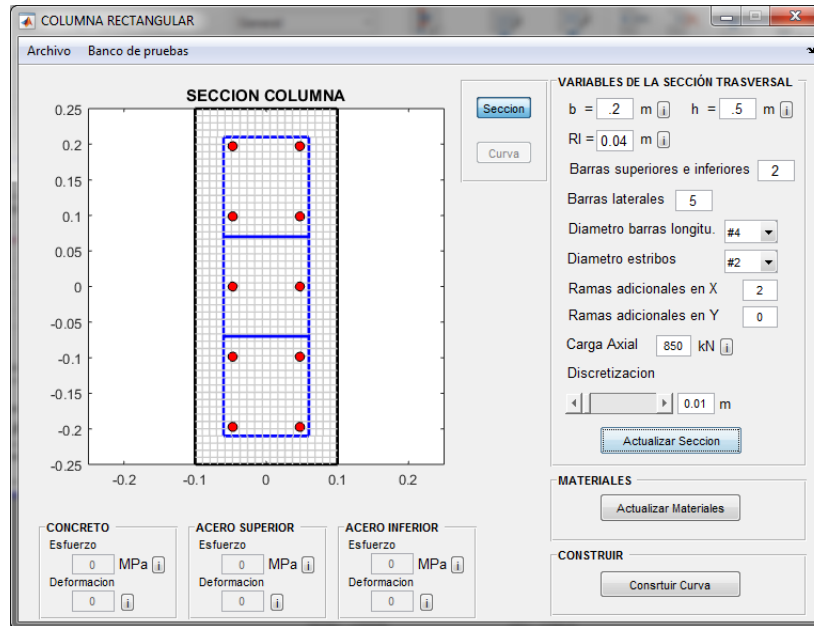 COLUMNA RECTANGULAR
Archivo Banco de pruebas
SECCION COLUMNA
0.25
0.2
0.15
0.1
0.05
0
-0.05
-0.1
-0.15
-0.2
-0.25
-0.2 -0.1 0 0.1 0.2
Seccion
Curva
VARIABLES DE LA SECCIÓN TRASVERSAL
b = .2 m i h = .5 m i
Rl = 0.04 m i
Barras superiores e inferiores 2
Barras laterales 5
Diametro barras longitu. #4
Diametro estribos #2
Ramas adicionales en X 2
Ramas adicionales en Y 0
Carga Axial 850 kN i
Discretizacion
0.01 m
Actualizar Seccion
MATERIALES
Actualizar Materiales
CONSTRUIR
Consrtuir Curva
CONCRETO
Esfuerzo
0 MPa i
Deformacion
0 i
ACERO SUPERIOR
Esfuerzo
0 MPa i
Deformacion
0 i
ACERO INFERIOR
Esfuerzo
0 MPa i
Deformacion
0 i